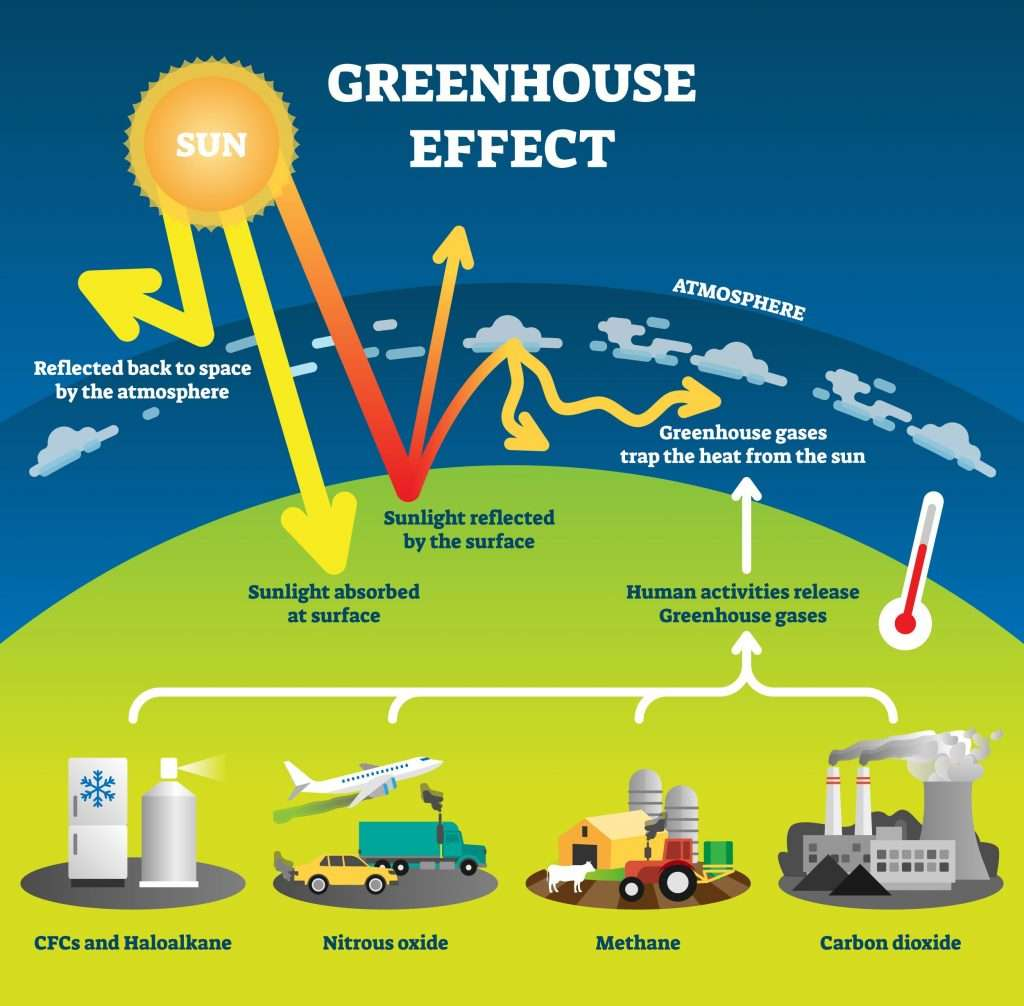 GREENHOUSE
EFFECT
SUN
ATMOSPHERE
Reflected back to space
by the atmosphere
Greenhouse gases
trap the heat from the sun
Sunlight reflected
by the surface
Sunlight absorbed
at surface
Human activities release
Greenhouse gases
CFCs and Haloalkane
Nitrous oxide
Methane
Carbon dioxide